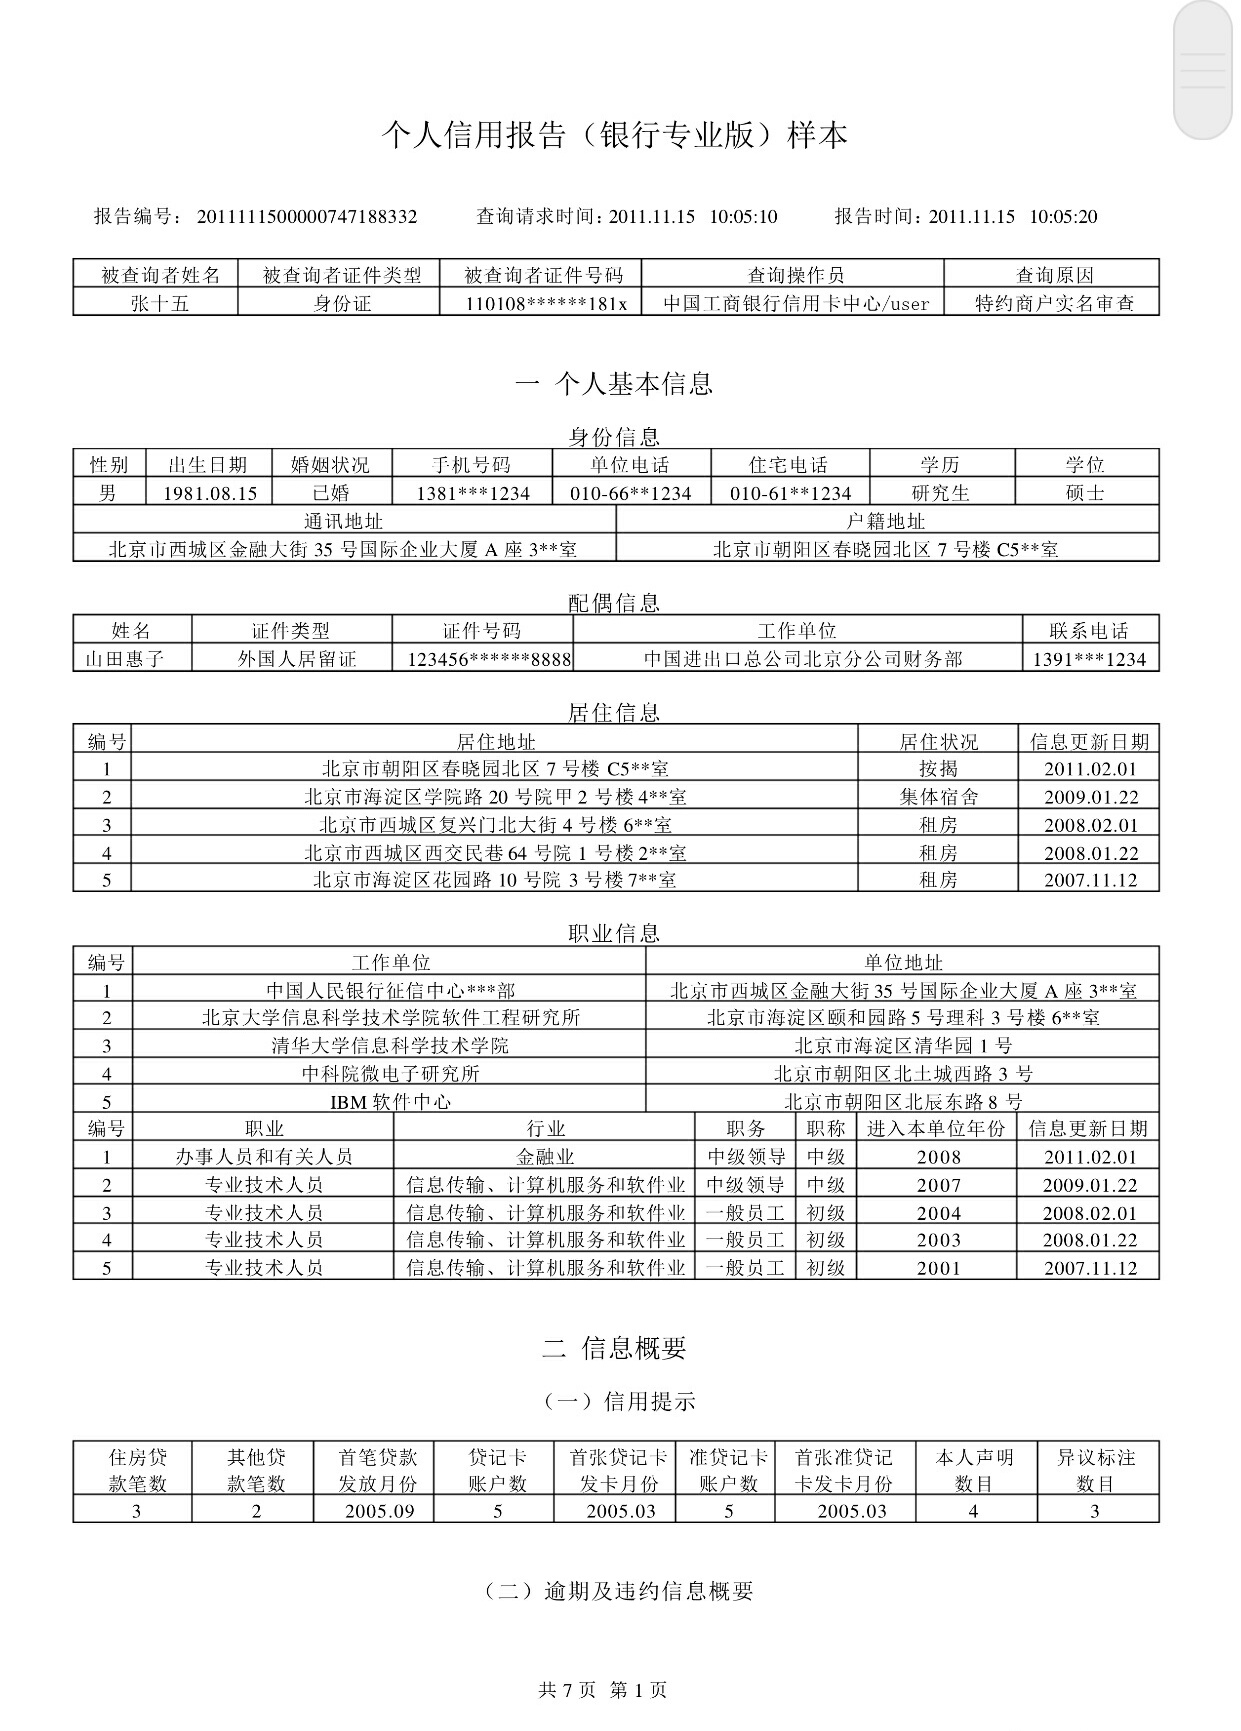 个人信用报告（银行专业版）样本
报告编号： 2011111500000747188332 查询请求时间: 2011.11.15 10:05:10 报告时间: 2011.11.15 10:05:20
被查询者姓名 被查询者证件类型 被查询者证件号码 查询操作员 查询原因
张十五 身份证 110108******181x 中国工商银行信用卡中心/user 特约商户实名审查
一 个人基本信息
身份信息
性别 出生日期 婚姻状况 手机号码 单位电话 住宅电话 学历 学位
男 1981.08.15 已婚 1381***1234 010-66**1234 010-61**1234 研究生 硕士
通讯地址 户籍地址
北京市西城区金融大街 35 号国际企业大厦 A 座 3**室 北京市朝阳区春晓园北区 7 号楼 C5**室
配偶信息
姓名 证件类型 证件号码 工作单位 联系电话
山田惠子 外国人居留证 123456******8888 中国进出口总公司北京分公司财务部 1391***1234
居住信息
编号 居住地址 居住状况 信息更新日期
1 北京市朝阳区春晓园北区 7 号楼 C5**室 按揭 2011.02.01
2 北京市海淀区学院路 20 号院甲 2 号楼 4**室 集体宿舍 2009.01.22
3 北京市西城区复兴门北大街 4 号楼 6**室 租房 2008.02.01
4 北京市西城区西交民巷 64 号院 1 号楼 2**室 租房 2008.01.22
5 北京市海淀区花园路 10 号院 3 号楼 7**室 租房 2007.11.12
职业信息
编号 工作单位 单位地址
1 中国人民银行征信中心***部 北京市西城区金融大街 35 号国际企业大厦 A 座 3**室
2 北京大学信息科学技术学院软件工程研究所 北京市海淀区颐和园路 5 号理科 3 号楼 6**室
3 清华大学信息科学技术学院 北京市海淀区清华园 1 号
4 中科院微电子研究所 北京市朝阳区北土城西路 3 号
5 IBM 软件中心 北京市朝阳区北辰东路 8 号
编号 职业 行业 职务 职称 进入本单位年份 信息更新日期
1 办事人员和有关人员 金融业 中级领导 中级 2008 2011.02.01
2 专业技术人员 信息传输、计算机服务和软件业 中级领导 中级 2007 2009.01.22
3 专业技术人员 信息传输、计算机服务和软件业 一般员工 初级 2004 2008.02.01
4 专业技术人员 信息传输、计算机服务和软件业 一般员工 初级 2003 2008.01.22
5 专业技术人员 信息传输、计算机服务和软件业 一般员工 初级 2001 2007.11.12
二 信息概要
（一）信用提示
住房贷 其他贷 首笔贷款 贷记卡 首张贷记卡 准贷记卡 首张准贷记 本人声明 异议标注
款笔数 款笔数 发放月份 账户数 发卡月份 账户数 卡发卡月份 数目 数目
3 2 2005.09 5 2005.03 5 2005.03 4 3
（二）逾期及违约信息概要
共 7 页 第 1 页